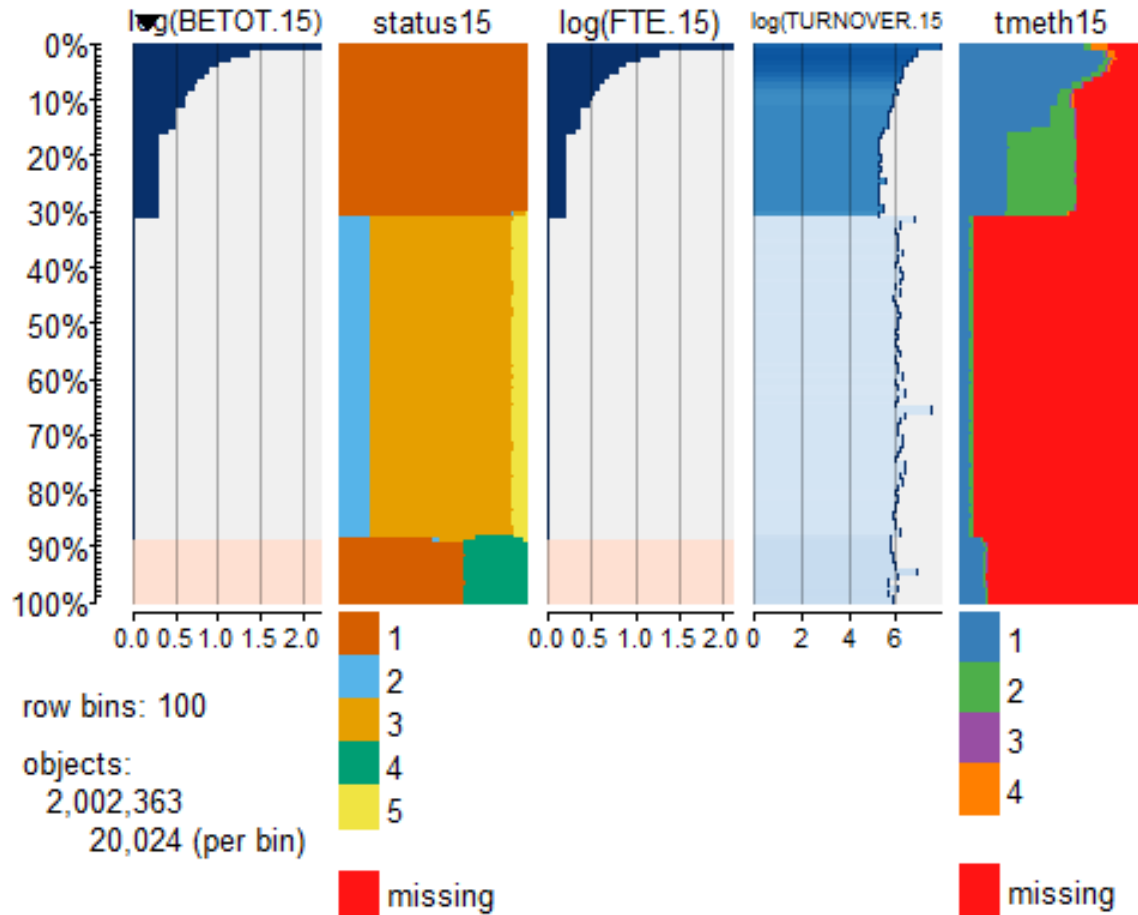 log(BETOT.15) status15 log(FTE.15) log(TURNOVER.15 tmeth15
0%
10%
20%
30%
40%
50%
60%
70%
80%
90%
100%
0.0 0.5 1.0 1.5 2.0 0.0 0.5 1.0 1.5 2.0 0 2 4 6
1 1
2 2
3 3
4 4
5
row bins: 100
objects:
2,002,363
20,024 (per bin)
missing missing